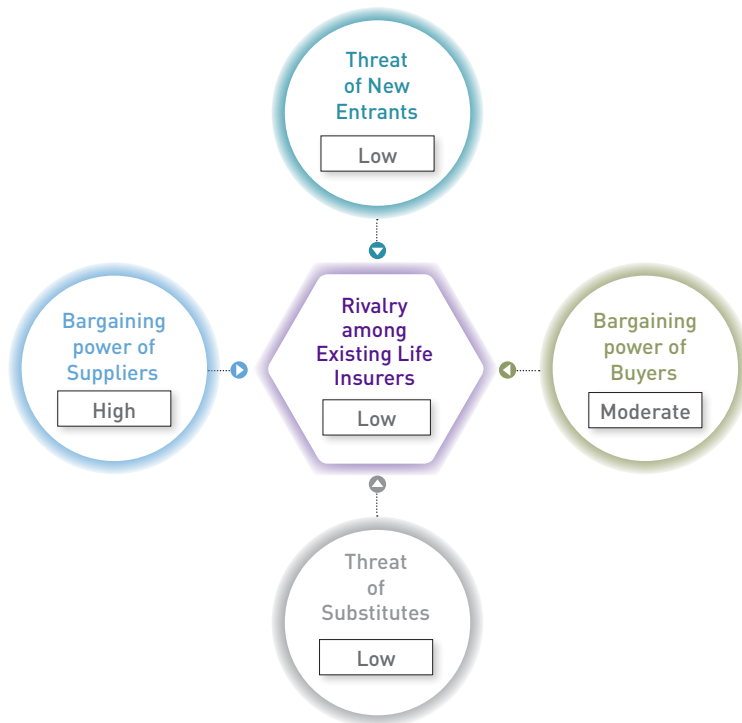 Threat
of New
Entrants
Low
Bargaining
power of
Suppliers
High
Rivalry
among
Existing Life
Insurers
Low
Bargaining
power of
Buyers
Moderate
Threat
of
Substitutes
Low